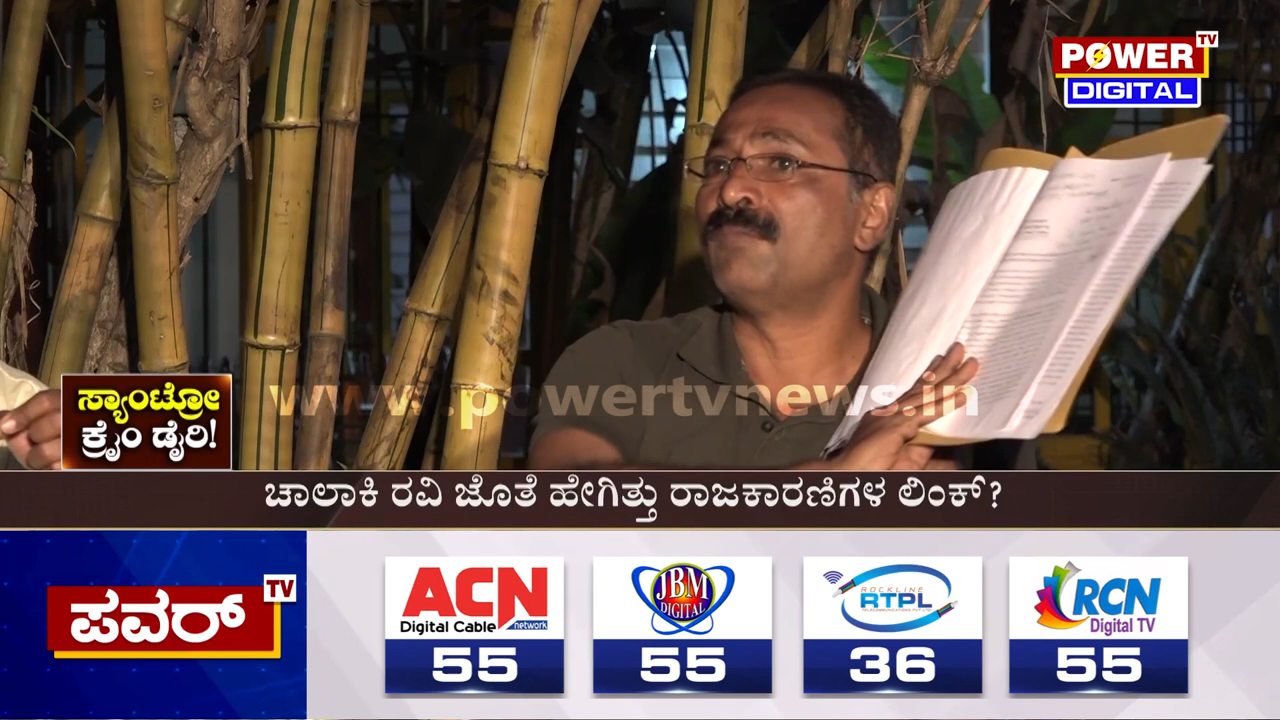 POWER TV
DIGITAL
www.powertvnews.in
ಸ್ಯಾಂಟ್ರೋ
ಕ್ರೈಂ ಡೈರಿ!
ಚಾಲಾಕಿ ರವಿ ಜೊತೆ ಹೇಗಿತ್ತು ರಾಜಕಾರಣಿಗಳ ಲಿಂಕ್?
ಪವರ್ TV
ACN
Digital Cable network
55
JBM
DIGITAL
55
ROCKLINE
RTPL
36
RCN
Digital TV
55